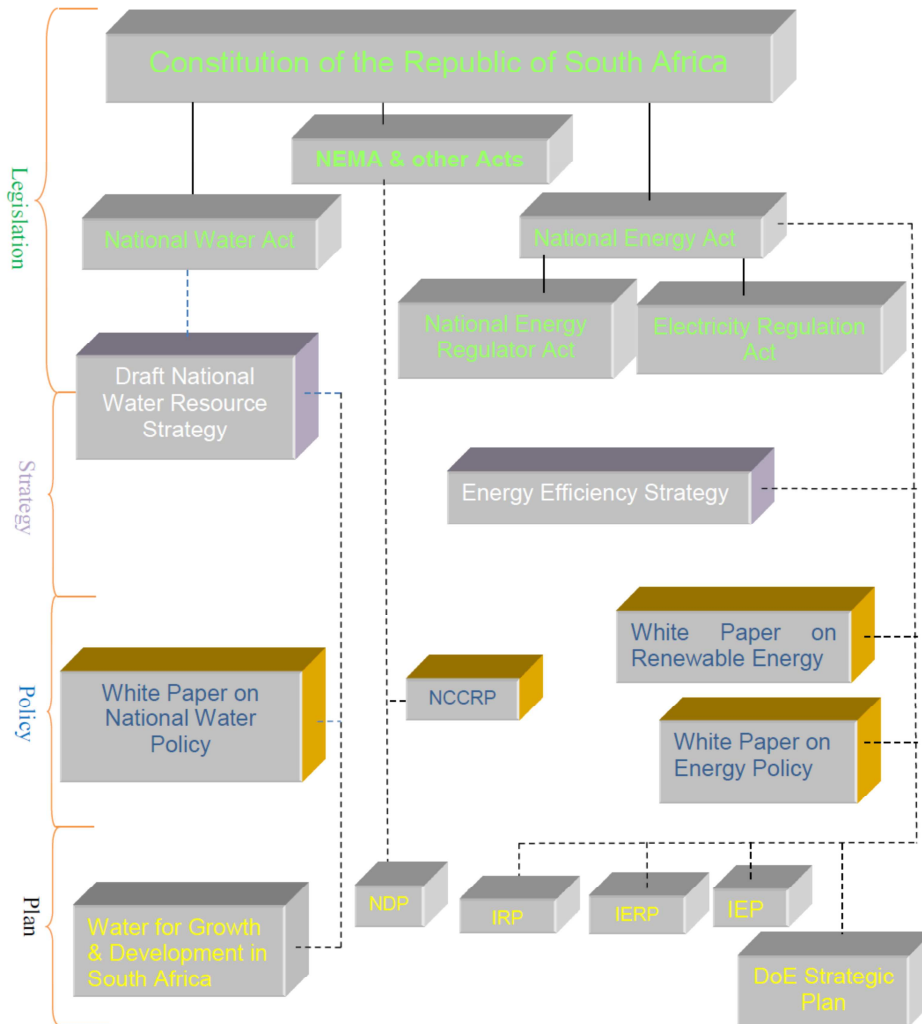 Constitution of the Republic of South Africa
NEMA & other Acts
Legislation
National Water Act
National Energy Act
National Energy
Regulator Act
Electricity Regulation
Act
Draft National
Water Resource
Strategy
Strategy
Energy Efficiency Strategy
White Paper on
Renewable Energy
White Paper on
National Water
Policy
Policy
NCCRP
White Paper on
Energy Policy
Plan
NDP
IRP
IERP
IEP
Water for Growth
& Development in
South Africa
DoE Strategic
Plan